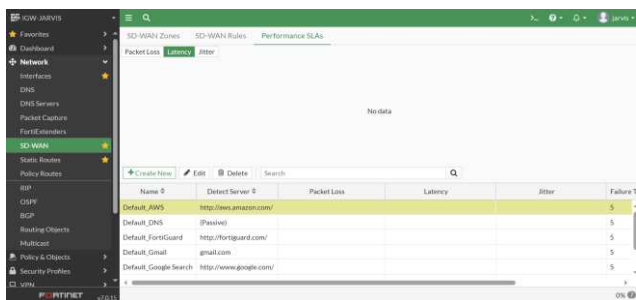 IGW-JARVIS
jarvis
Favorites
Dashboard
Network
Interfaces
DNS
DNS Servers
Packet Capture
FortiExtenders
SD-WAN
Static Routes
Policy Routes
RIP
OSPF
BGP
Routing Objects
Multicast
Policy & Objects
Security Profiles
VPN
FORTINET v7.0.15
SD-WAN Zones SD-WAN Rules Performance SLAs
Packet Loss Latency Jitter
No data
+Create New Edit Delete Search
Name Detect Server Packet Loss Latency Jitter Failure T
Default_AWS http://aws.amazon.com/ 5
Default_DNS (Passive) 5
Default_FortiGuard http://fortiguard.com/ 5
Default_Gmail gmail.com 5
Default_Google Search http://www.google.com/ 5
0%